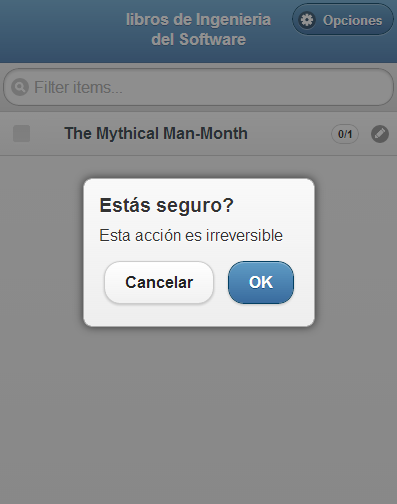 libros de Ingenieria
del Software
Opciones
Filter items...
The Mythical Man-Month
0/1
Estás seguro?
Esta acción es irreversible
Cancelar
OK